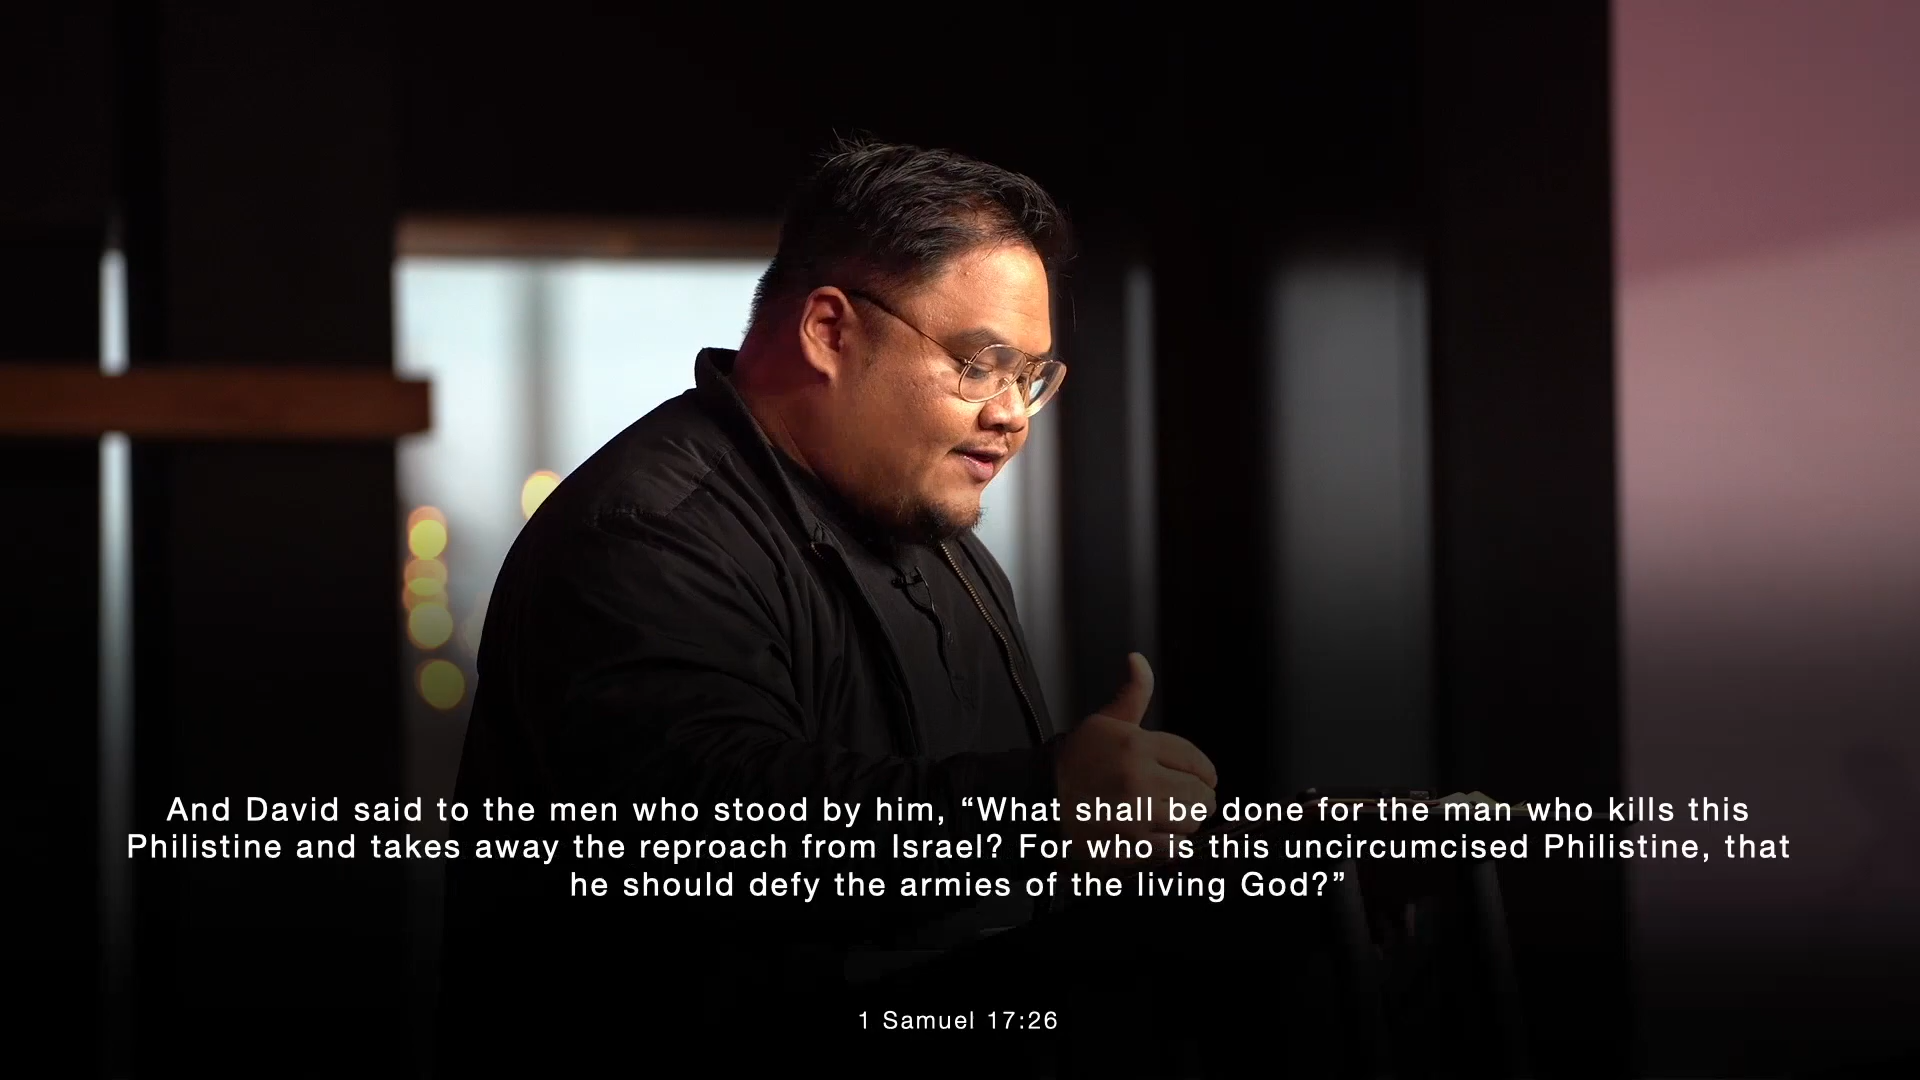 And David said to the men who stood by him, “What shall be done for the man who kills this
Philistine and takes away the reproach from Israel? For who is this uncircumcised Philistine, that
he should defy the armies of the living God?”
1 Samuel 17:26